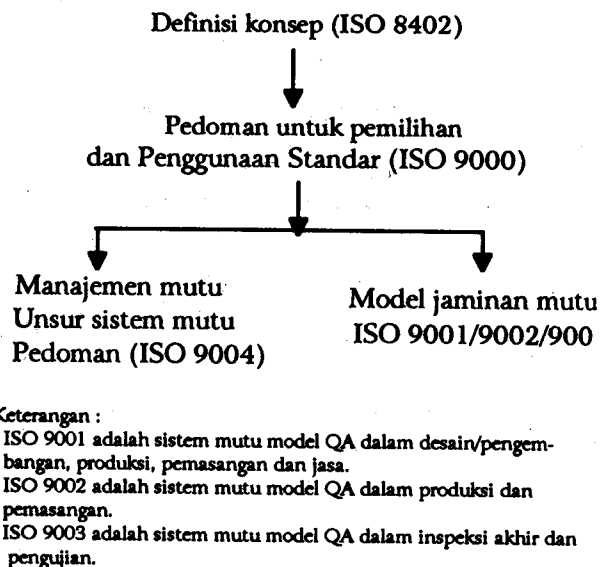 Definisi konsep (ISO 8402)
Pedoman untuk pemilihan
dan Penggunaan Standar (ISO 9000)
Manajemen mutu
Unsur sistem mutu
Pedoman (ISO 9004)
Model jaminan mutu
ISO 9001/9002/900
Keterangan :
ISO 9001 adalah sistem mutu model QA dalam desain/pengem-
bangan, produksi, pemasangan dan jasa.
ISO 9002 adalah sistem mutu model QA dalam produksi dan
pemasangan.
ISO 9003 adalah sistem mutu model QA dalam inspeksi akhir dan
pengujian.